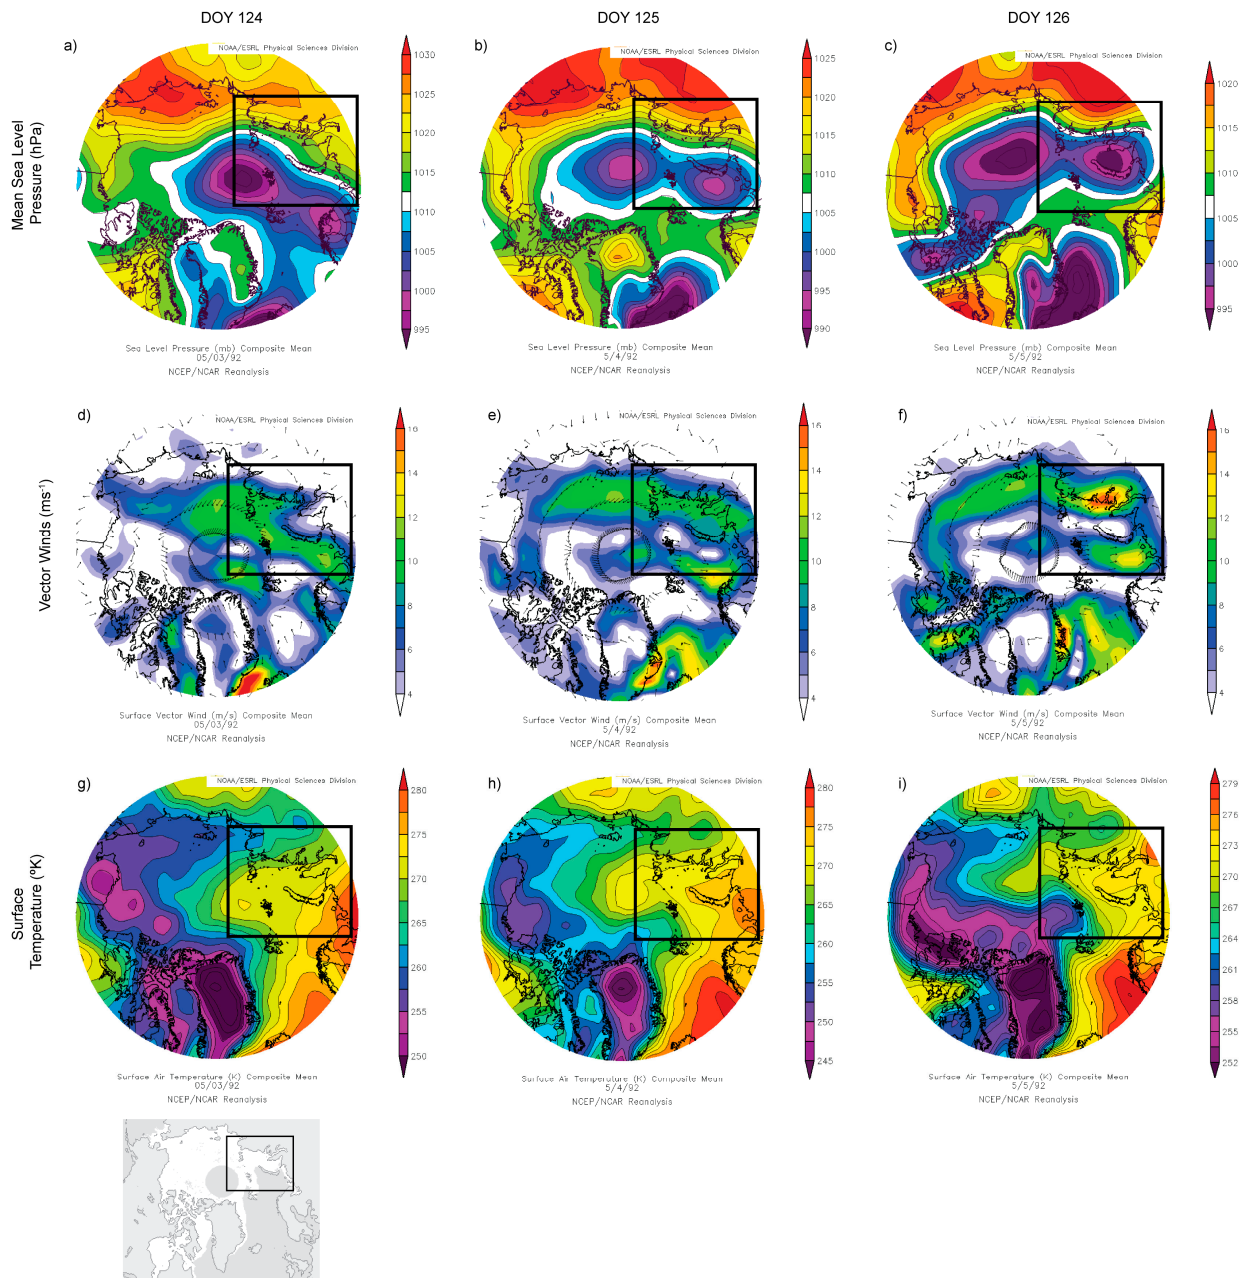 DOY 124
DOY 125
DOY 126
Mean Sea Level
Pressure (hPa)
a)
NOAA/ESRL Physical Sciences Division
1030
1025
1020
1015
1010
1005
1000
995
Sea Level Pressure (mb) Composite Mean
05/03/92
NCEP/NCAR Reanalysis
b)
NOAA/ESRL Physical Sciences Division
1025
1020
1015
1010
1005
1000
995
990
Sea Level Pressure (mb) Composite Mean
5/4/92
NCEP/NCAR Reanalysis
c)
NOAA/ESRL Physical Sciences Division
1020
1015
1010
1005
1000
995
Sea Level Pressure (mb) Composite Mean
5/5/92
NCEP/NCAR Reanalysis
Vector Winds (ms⁻¹)
d)
NOAA/ESRL Physical Sciences Division
16
14
12
10
8
6
4
Surface Vector Wind (m/s) Composite Mean
05/03/92
NCEP/NCAR Reanalysis
e)
NOAA/ESRL Physical Sciences Division
16
14
12
10
8
6
4
Surface Vector Wind (m/s) Composite Mean
5/4/92
NCEP/NCAR Reanalysis
f)
NOAA/ESRL Physical Sciences Division
16
14
12
10
8
6
4
Surface Vector Wind (m/s) Composite Mean
5/5/92
NCEP/NCAR Reanalysis
Surface
Temperature (ºK)
g)
NOAA/ESRL Physical Sciences Division
280
275
270
265
260
255
250
Surface Air Temperature (K) Composite Mean
05/03/92
NCEP/NCAR Reanalysis
h)
NOAA/ESRL Physical Sciences Division
280
275
270
265
260
255
250
245
Surface Air Temperature (K) Composite Mean
5/4/92
NCEP/NCAR Reanalysis
i)
NOAA/ESRL Physical Sciences Division
279
276
273
270
267
264
261
258
255
252
Surface Air Temperature (K) Composite Mean
5/5/92
NCEP/NCAR Reanalysis